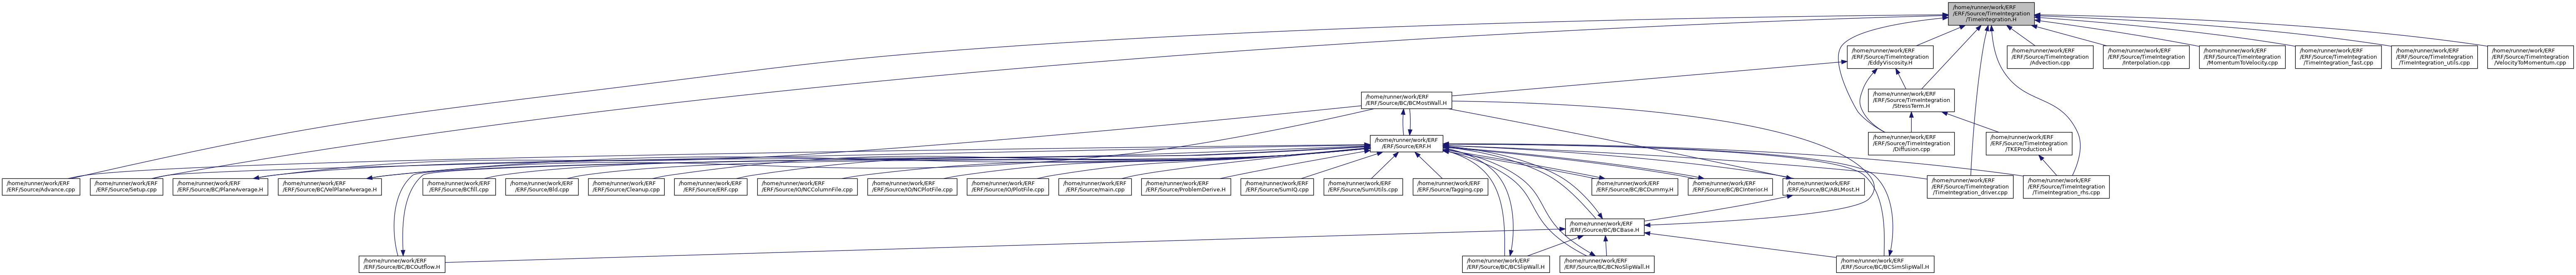 /home/runner/work/ERF
/ERF/Source/TimeIntegration
/TimeIntegration.H
/home/runner/work/ERF
/ERF/Source/TimeIntegration
/EddyViscosity.H
/home/runner/work/ERF
/ERF/Source/TimeIntegration
/Advection.cpp
/home/runner/work/ERF
/ERF/Source/TimeIntegration
/Interpolation.cpp
/home/runner/work/ERF
/ERF/Source/TimeIntegration
/MomentumToVelocity.cpp
/home/runner/work/ERF
/ERF/Source/TimeIntegration
/TimeIntegration_fast.cpp
/home/runner/work/ERF
/ERF/Source/TimeIntegration
/TimeIntegration_utils.cpp
/home/runner/work/ERF
/ERF/Source/TimeIntegration
/VelocityToMomentum.cpp
/home/runner/work/ERF
/ERF/Source/BC/BCMostWall.H
/home/runner/work/ERF
/ERF/Source/TimeIntegration
/StressTerm.H
/home/runner/work/ERF
/ERF/Source/ERF.H
/home/runner/work/ERF
/ERF/Source/TimeIntegration
/Diffusion.cpp
/home/runner/work/ERF
/ERF/Source/TimeIntegration
/TKEProduction.H
/home/runner/work/ERF
/ERF/Source/Advance.cpp
/home/runner/work/ERF
/ERF/Source/Setup.cpp
/home/runner/work/ERF
/ERF/Source/BC/PlaneAverage.H
/home/runner/work/ERF
/ERF/Source/BC/VelPlaneAverage.H
/home/runner/work/ERF
/ERF/Source/BCfill.cpp
/home/runner/work/ERF
/ERF/Source/Bld.cpp
/home/runner/work/ERF
/ERF/Source/Cleanup.cpp
/home/runner/work/ERF
/ERF/Source/ERF.cpp
/home/runner/work/ERF
/ERF/Source/IO/NCColumnFile.cpp
/home/runner/work/ERF
/ERF/Source/IO/NCPlotFile.cpp
/home/runner/work/ERF
/ERF/Source/IO/PlotFile.cpp
/home/runner/work/ERF
/ERF/Source/main.cpp
/home/runner/work/ERF
/ERF/Source/ProblemDerive.H
/home/runner/work/ERF
/ERF/Source/SumIQ.cpp
/home/runner/work/ERF
/ERF/Source/SumUtils.cpp
/home/runner/work/ERF
/ERF/Source/Tagging.cpp
/home/runner/work/ERF
/ERF/Source/BC/BCDummy.H
/home/runner/work/ERF
/ERF/Source/BC/BCInterior.H
/home/runner/work/ERF
/ERF/Source/BC/ABLMost.H
/home/runner/work/ERF
/ERF/Source/TimeIntegration
/TimeIntegration_driver.cpp
/home/runner/work/ERF
/ERF/Source/TimeIntegration
/TimeIntegration_rhs.cpp
/home/runner/work/ERF
/ERF/Source/BC/BCBase.H
/home/runner/work/ERF
/ERF/Source/BC/BCOutflow.H
/home/runner/work/ERF
/ERF/Source/BC/BCSlipWall.H
/home/runner/work/ERF
/ERF/Source/BC/BCNoSlipWall.H
/home/runner/work/ERF
/ERF/Source/BC/BCSimSlipWall.H